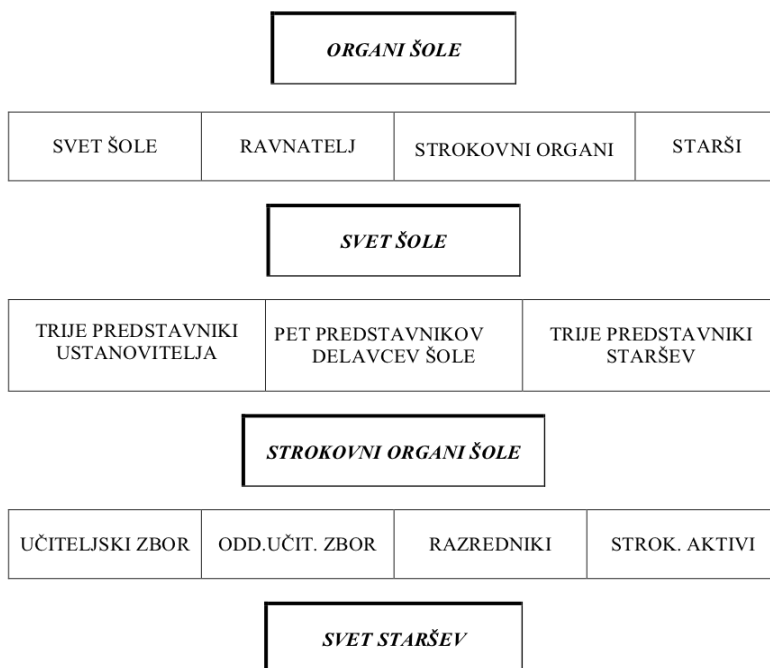 ORGANI ŠOLE
SVET ŠOLE
RAVNATELJ
STROKOVNI ORGANI
STARŠI
SVET ŠOLE
TRIJE PREDSTAVNIKI
USTANOVITELJA
PET PREDSTAVNIKOV
DELAVCEV ŠOLE
TRIJE PREDSTAVNIKI
STARŠEV
STROKOVNI ORGANI ŠOLE
UČITELJSKI ZBOR
ODD.UČIT. ZBOR
RAZREDNIKI
STROK. AKTIVI
SVET STARŠEV